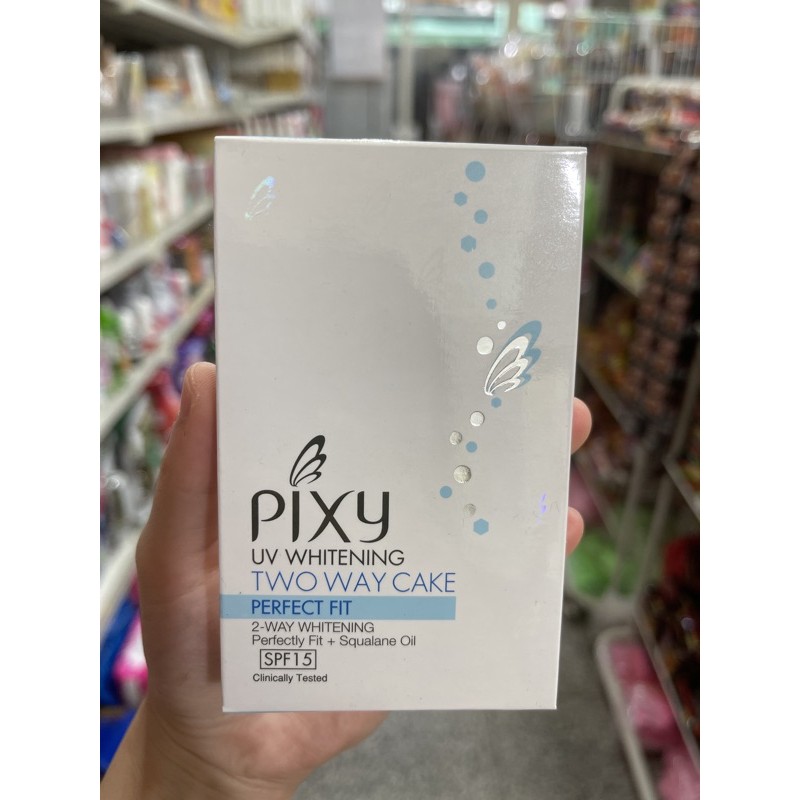 PIXY
UV WHITENING
TWO WAY CAKE
PERFECT FIT
2-WAY WHITENING
Perfectly Fit + Squalane Oil
SPF15
Clinically Tested